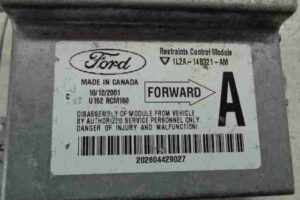 Ford
Restraints Control Module
1L2A-14B321-AM
MADE IN CANADA
10/12/2001
U152 RCM160
FORWARD
A
DISASSEMBLY OF MODULE FROM VEHICLE
BY AUTHORIZED SERVICE PERSONNEL ONLY.
DANGER OF INJURY AND MALFUNCTION!
202604429027